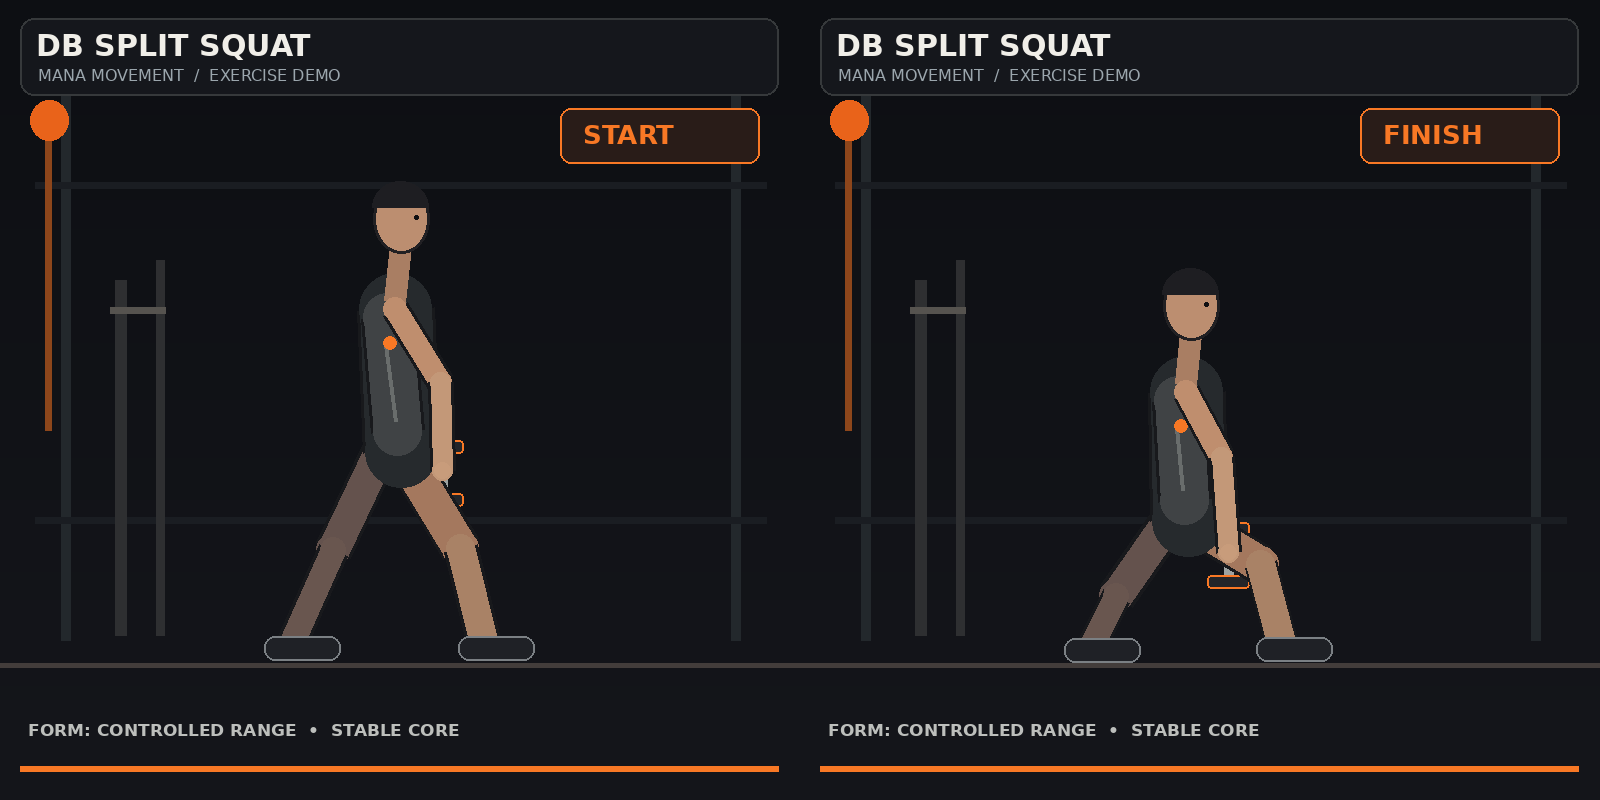 DB SPLIT SQUAT
MANA MOVEMENT / EXERCISE DEMO
START
FORM: CONTROLLED RANGE • STABLE CORE
DB SPLIT SQUAT
MANA MOVEMENT / EXERCISE DEMO
FINISH
FORM: CONTROLLED RANGE • STABLE CORE